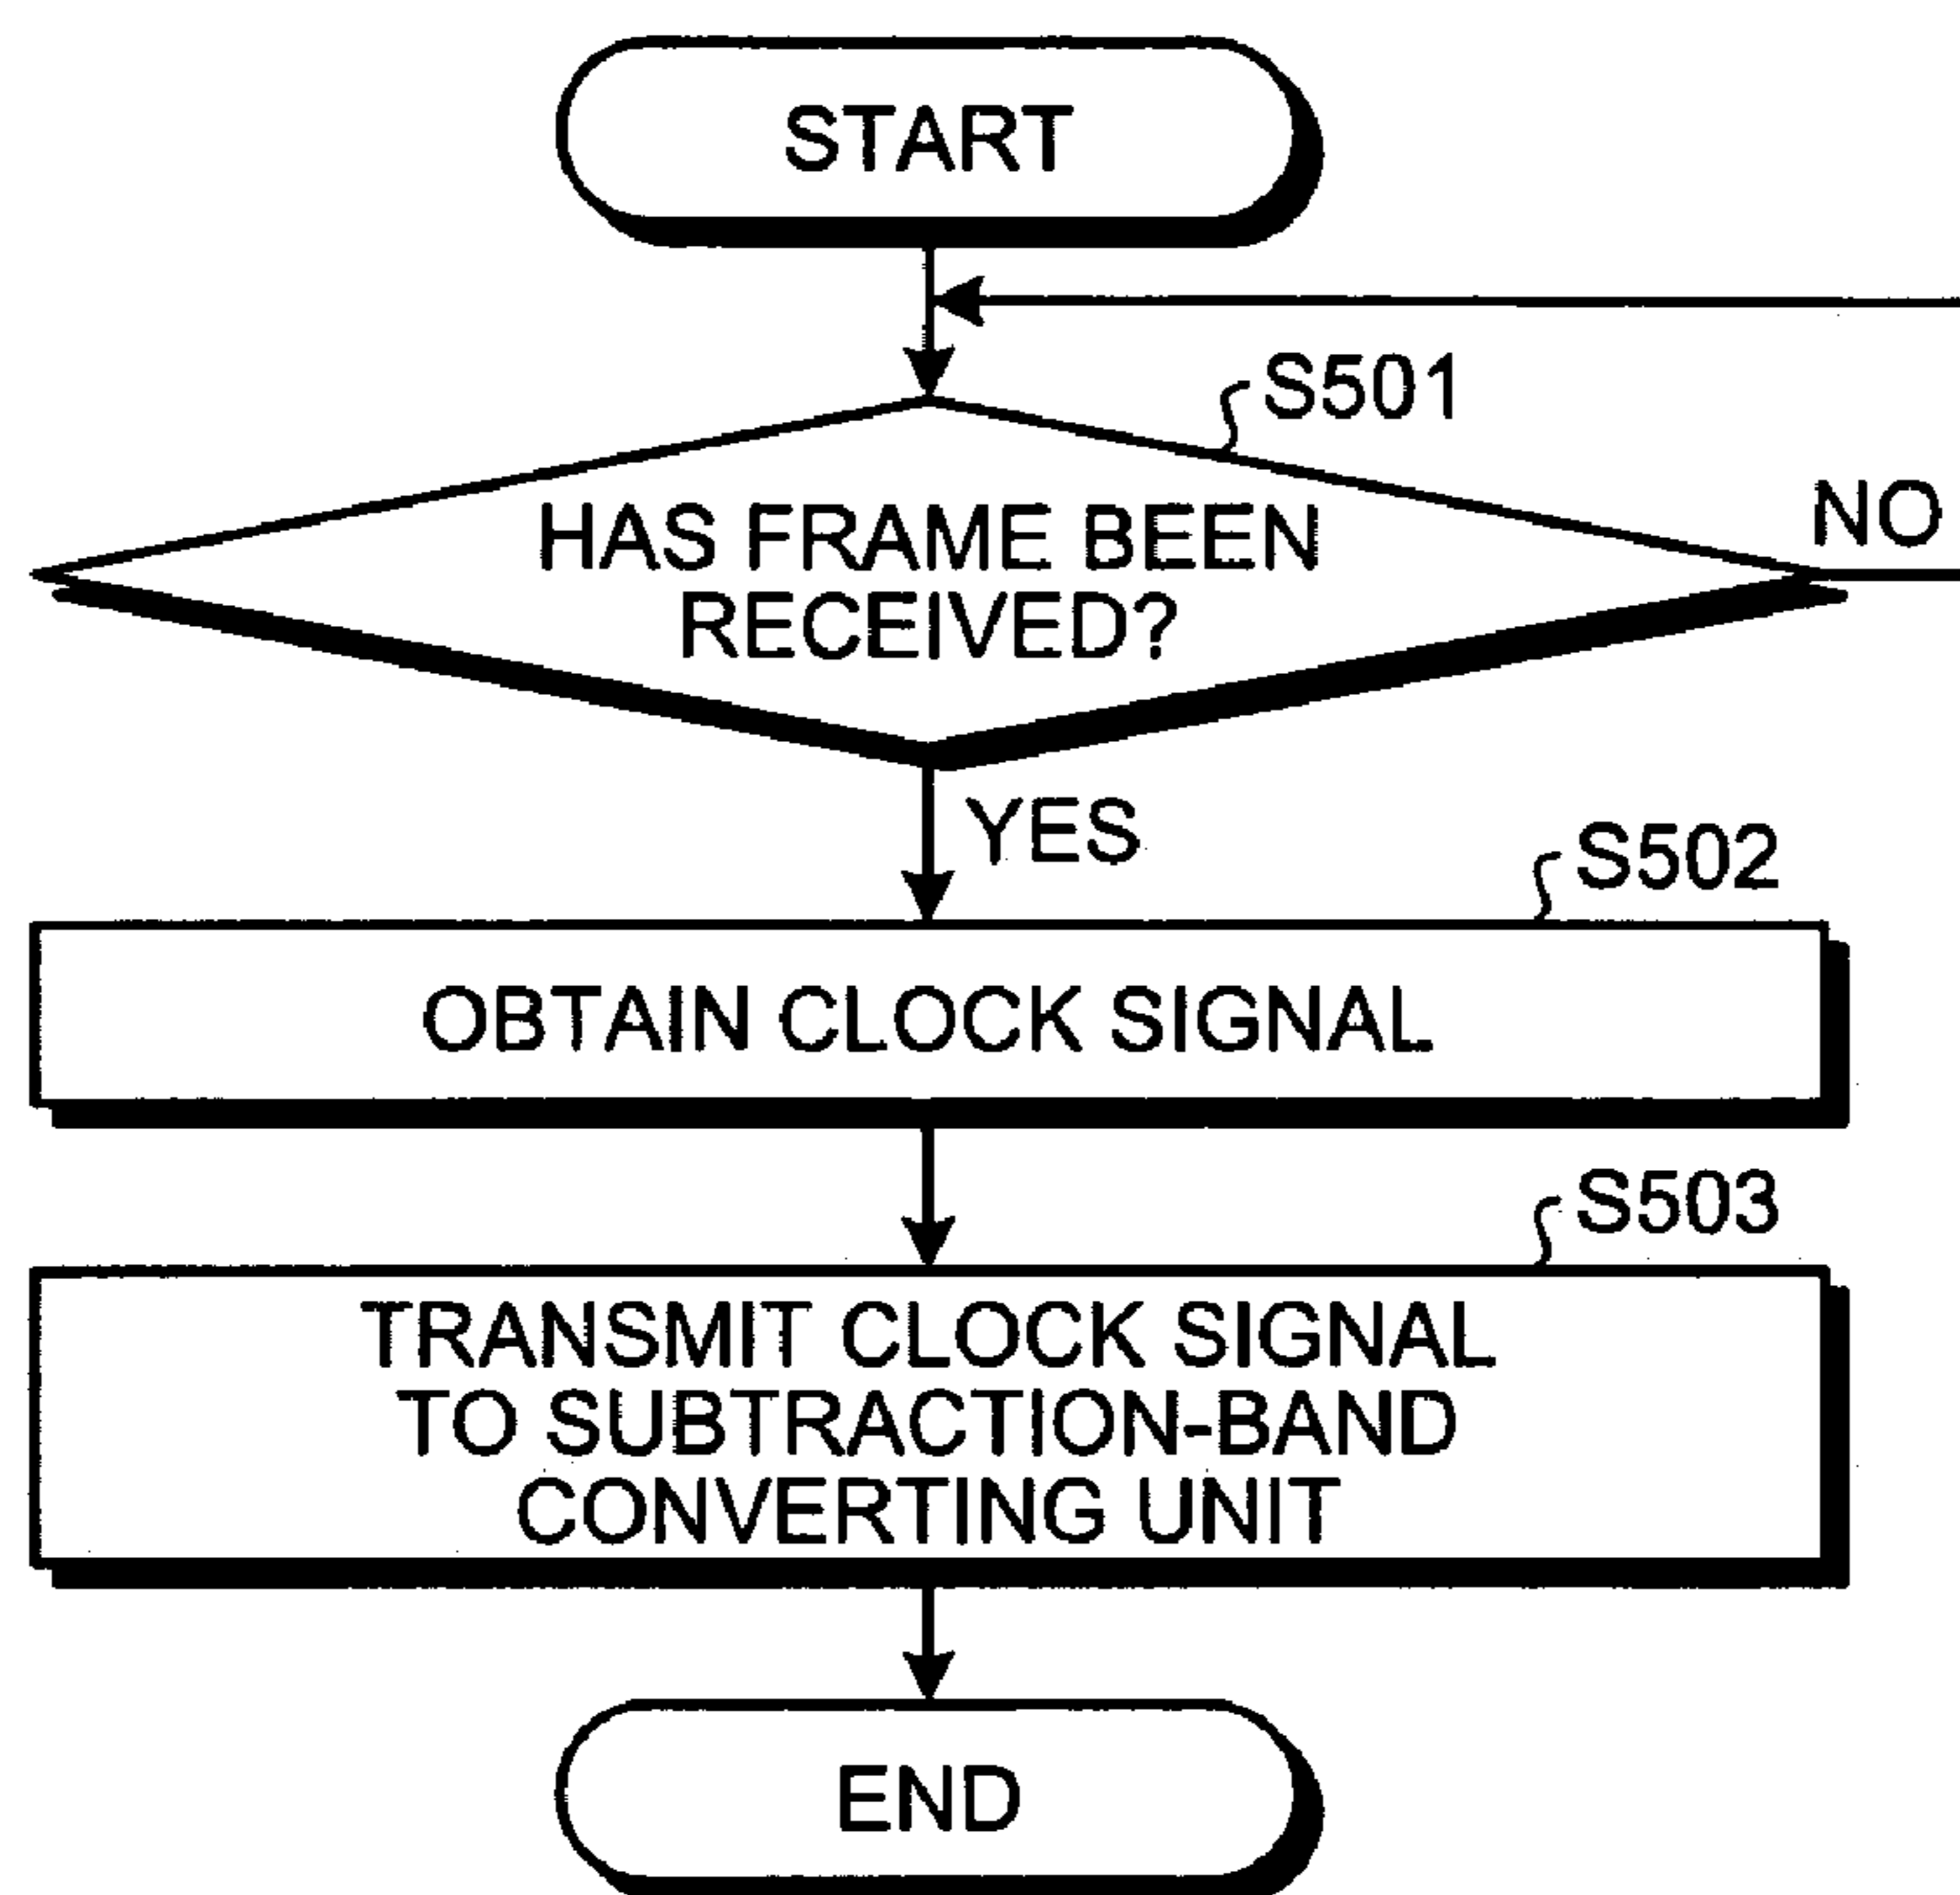 START
S501
HAS FRAME BEEN
RECEIVED?
NO
YES
S502
OBTAIN CLOCK SIGNAL
S503
TRANSMIT CLOCK SIGNAL
TO SUBTRACTION-BAND
CONVERTING UNIT
END